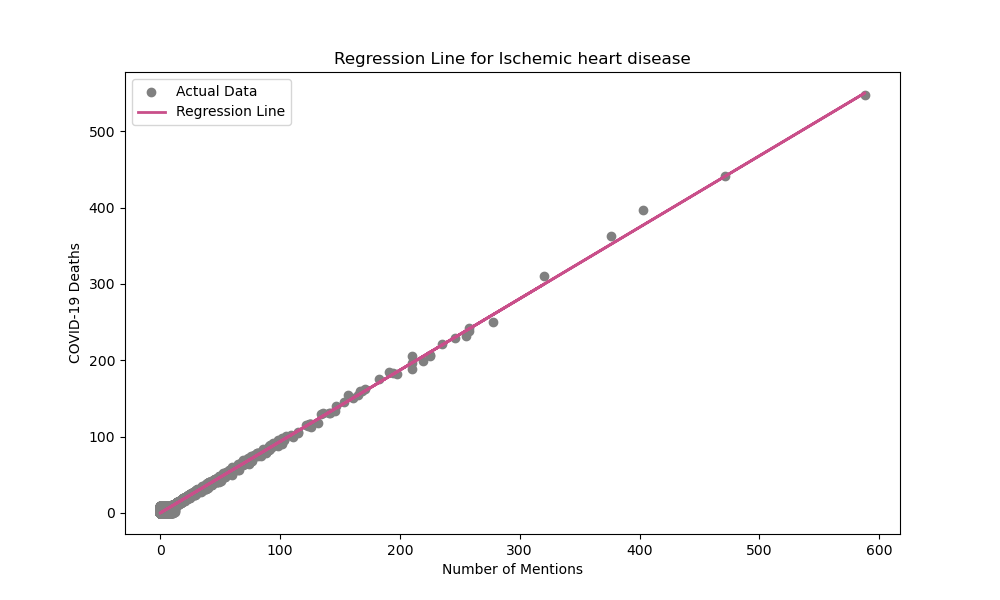 Regression Line for Ischemic heart disease
Actual Data
Regression Line
COVID-19 Deaths
500
400
300
200
100
0
0 100 200 300 400 500 600
Number of Mentions